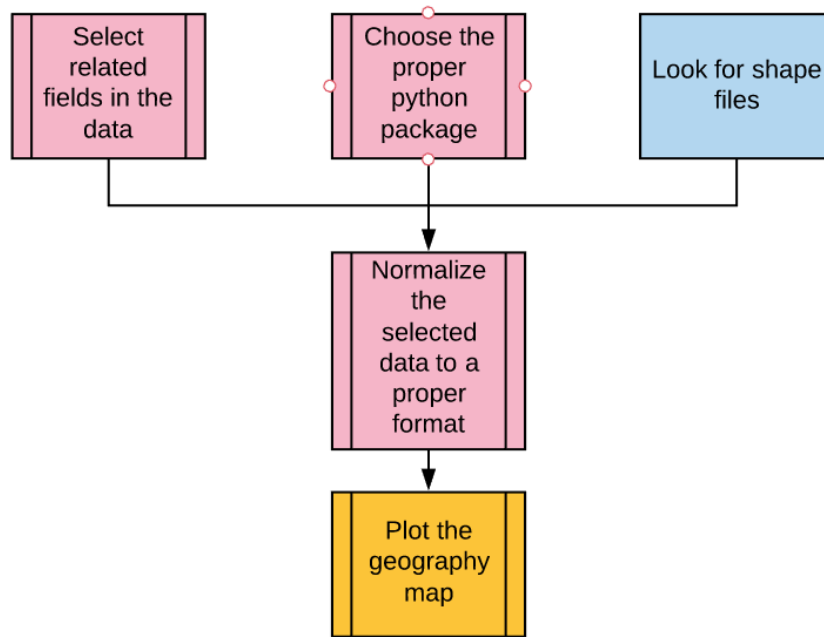 Select
related
fields in the
data
Choose the
proper
python
package
Look for shape
files
Normalize
the
selected
data to a
proper
format
Plot the
geography
map